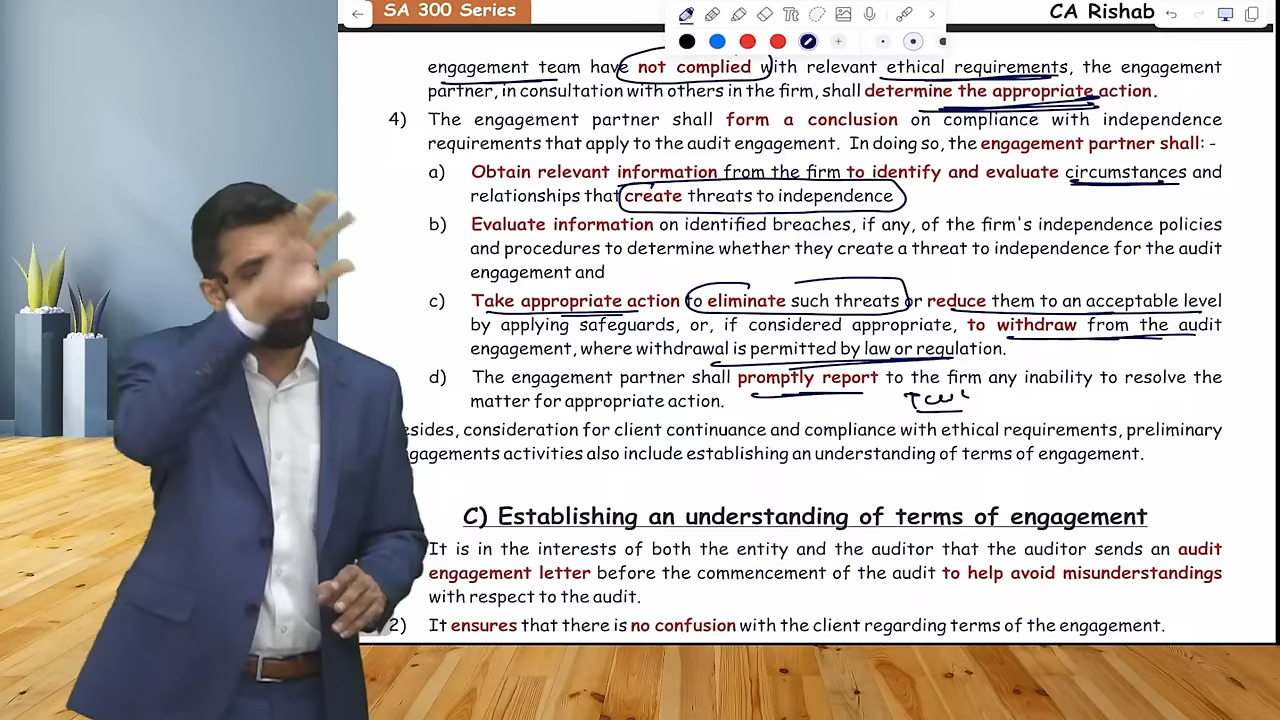 SA 300 Series
CA Rishab
engagement team have not complied with relevant ethical requirements, the engagement
partner, in consultation with others in the firm, shall determine the appropriate action.
4) The engagement partner shall form a conclusion on compliance with independence
requirements that apply to the audit engagement. In doing so, the engagement partner shall: -
a) Obtain relevant information from the firm to identify and evaluate circumstances and
relationships that create threats to independence
b) Evaluate information on identified breaches, if any, of the firm's independence policies
and procedures to determine whether they create a threat to independence for the audit
engagement and
c) Take appropriate action to eliminate such threats or reduce them to an acceptable level
by applying safeguards, or, if considered appropriate, to withdraw from the audit
engagement, where withdrawal is permitted by law or regulation.
d) The engagement partner shall promptly report to the firm any inability to resolve the
matter for appropriate action.
esides, consideration for client continuance and compliance with ethical requirements, preliminary
gagements activities also include establishing an understanding of terms of engagement.
C) Establishing an understanding of terms of engagement
It is in the interests of both the entity and the auditor that the auditor sends an audit
engagement letter before the commencement of the audit to help avoid misunderstandings
with respect to the audit.
2) It ensures that there is no confusion with the client regarding terms of the engagement.